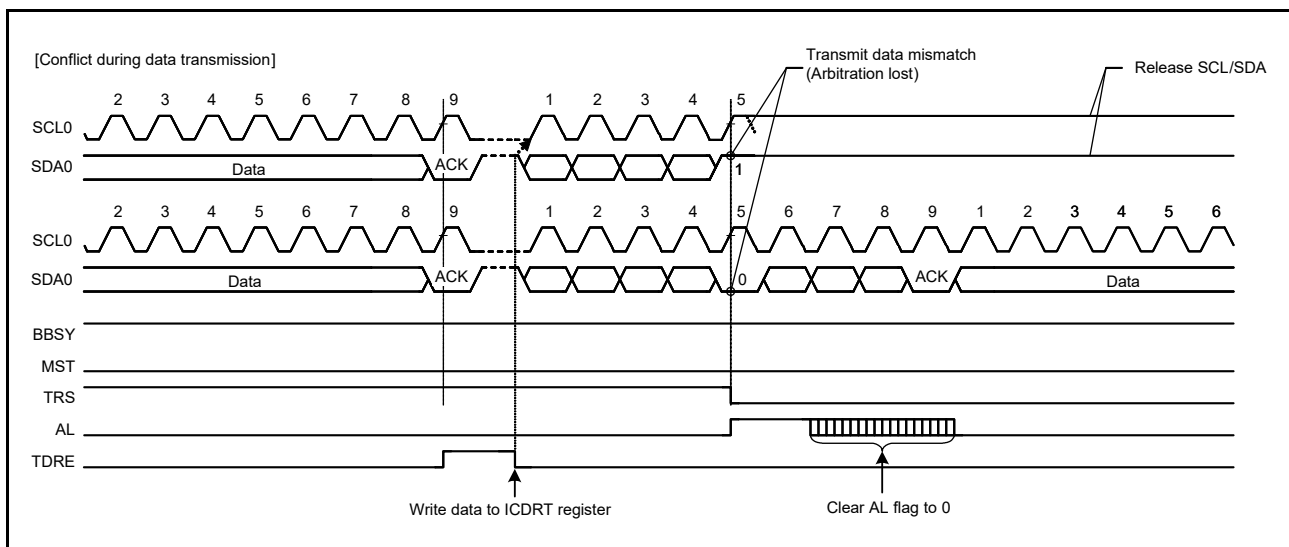 [Conflict during data transmission]
Transmit data mismatch
(Arbitration lost)
Release SCL/SDA
2 3 4 5 6 7 8 9 1 2 3 4 5
SCL0
SDA0 Data ACK 1
2 3 4 5 6 7 8 9 1 2 3 4 5 6 7 8 9 1 2 3 4 5 6
SCL0
SDA0 Data ACK 0 ACK Data
BBSY
MST
TRS
AL
TDRE
Write data to ICDRT register
Clear AL flag to 0